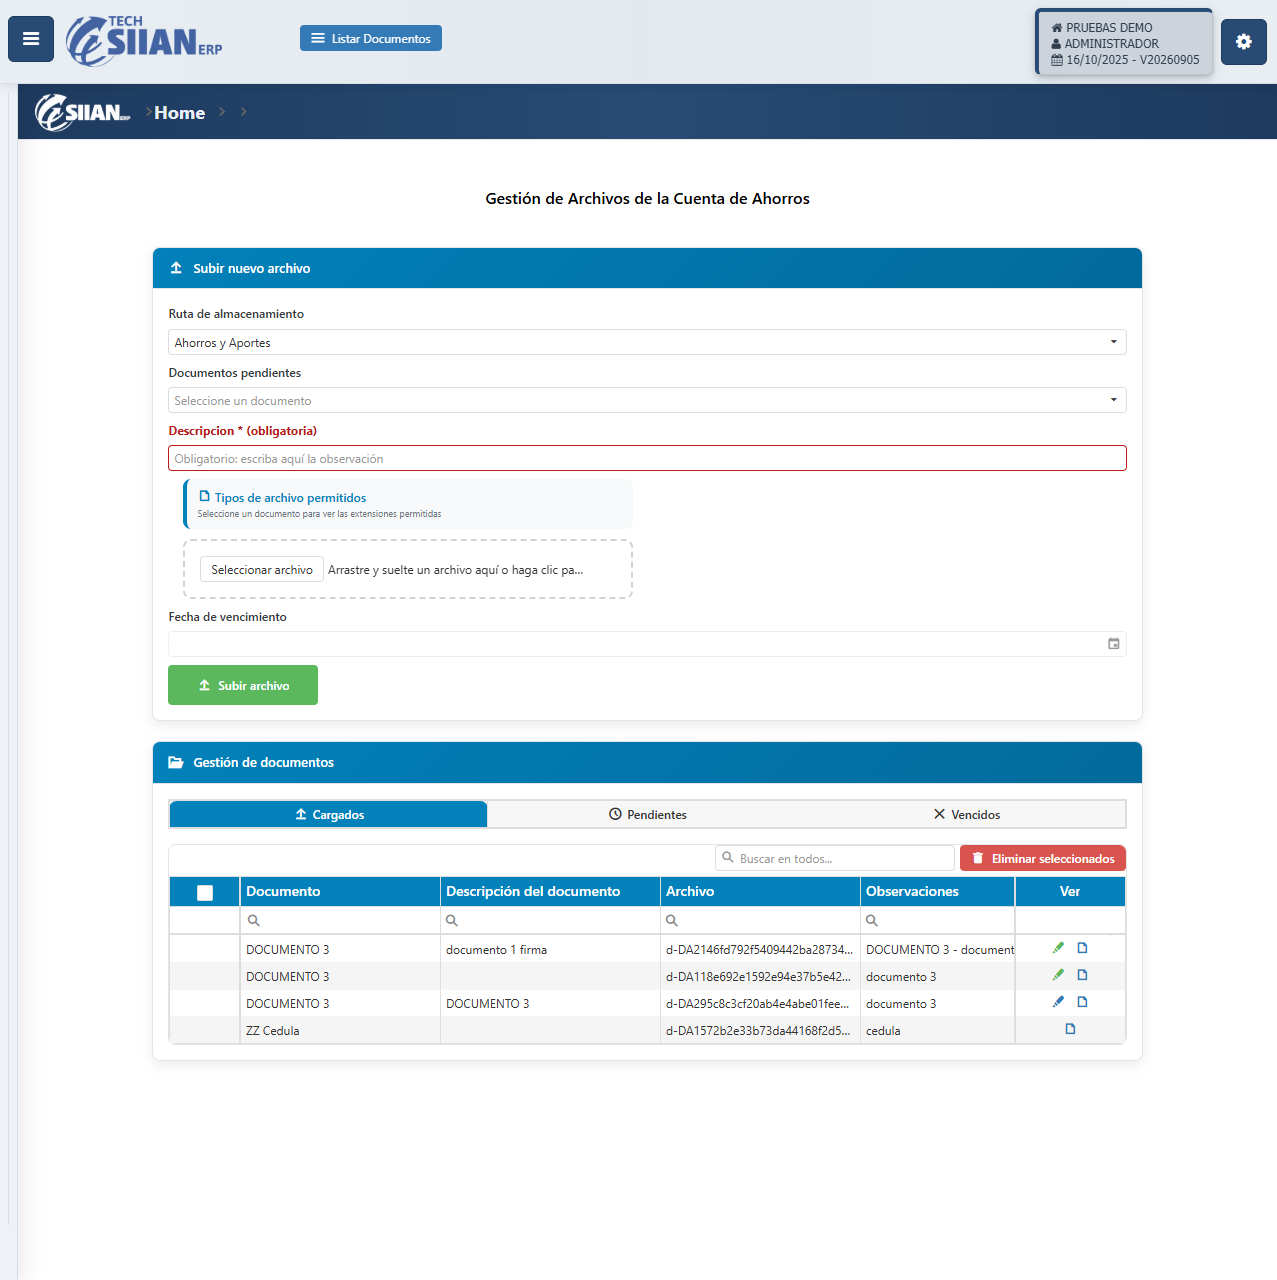 TECH
SIIAN ERP
Listar Documentos
PRUEBAS DEMO
ADMINISTRADOR
16/10/2025 - V20260905
SIIAN ERP
Home
Gestión de Archivos de la Cuenta de Ahorros
Subir nuevo archivo
Ruta de almacenamiento
Ahorros y Aportes
Documentos pendientes
Seleccione un documento
Descripcion * (obligatoria)
Obligatorio: escriba aquí la observación
Tipos de archivo permitidos
Seleccione un documento para ver las extensiones permitidas
Seleccionar archivo Arrastre y suelte un archivo aquí o haga clic pa...
Fecha de vencimiento
Subir archivo
Gestión de documentos
Cargados Pendientes Vencidos
Buscar en todos... Eliminar seleccionados
Documento Descripción del documento Archivo Observaciones Ver
DOCUMENTO 3 documento 1 firma d-DA2146fd792f5409442ba28734... DOCUMENTO 3 - document
DOCUMENTO 3 d-DA118e692e1592e94e37b5e42... documento 3
DOCUMENTO 3 DOCUMENTO 3 d-DA295c8c3cf20ab4e4abe01fee... documento 3
ZZ Cedula d-DA1572b2e33b73da44168f2d5... cedula